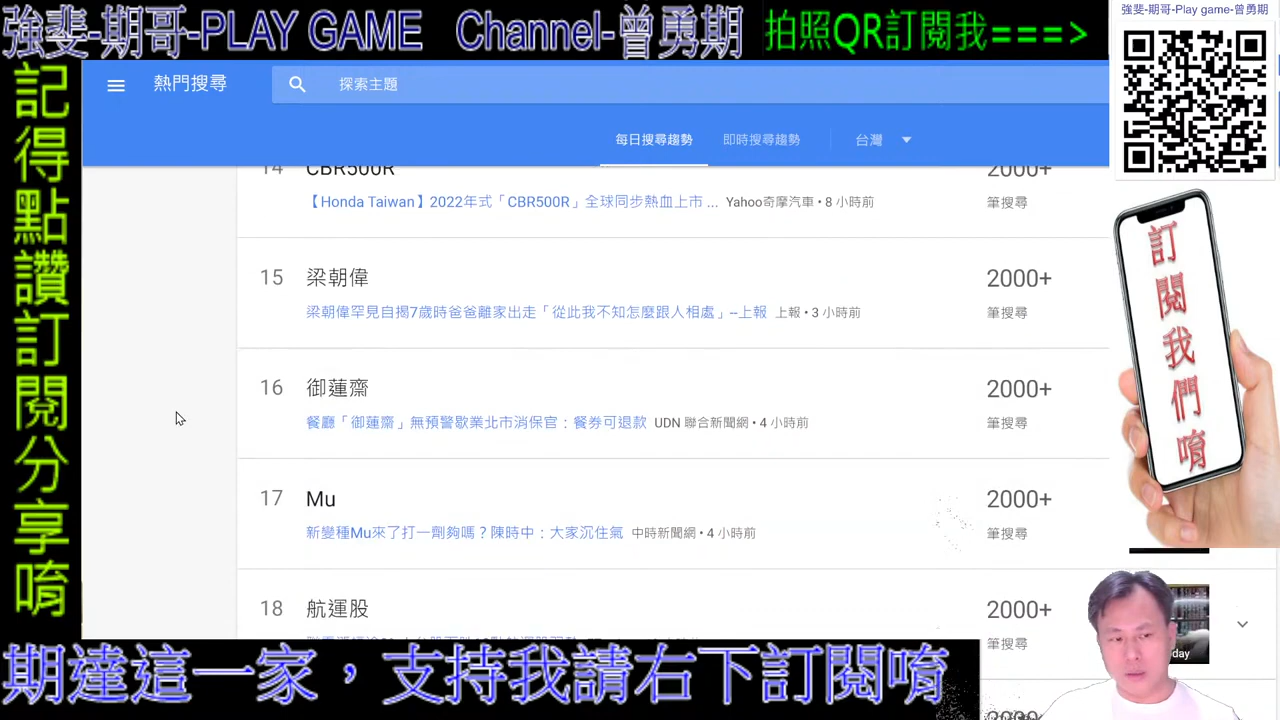 強斐-期哥-PLAY GAME Channel-曾勇期
拍照QR訂閱我===>
強斐-期哥-Play game-曾勇期
記得點讚訂閱分享唷
熱門搜尋
探索主題
每日搜尋趨勢
即時搜尋趨勢
台灣
14 CBR500R
2000+
【Honda Taiwan】2022年式「CBR500R」全球同步熱血上市 ... Yahoo奇摩汽車 • 8 小時前
筆搜尋
15 梁朝偉
2000+
梁朝偉罕見自揭7歲時爸爸離家出走「從此我不知怎麼跟人相處」--上報 上報 • 3 小時前
筆搜尋
16 御蓮齋
2000+
餐廳「御蓮齋」無預警歇業北市消保官：餐券可退款 UDN 聯合新聞網 • 4 小時前
筆搜尋
17 Mu
2000+
新變種Mu來了打一劑夠嗎？陳時中：大家沉住氣 中時新聞網 • 4 小時前
筆搜尋
18 航運股
2000+
筆搜尋
訂閱我們唷
day
期達這一家，支持我請右下訂閱唷